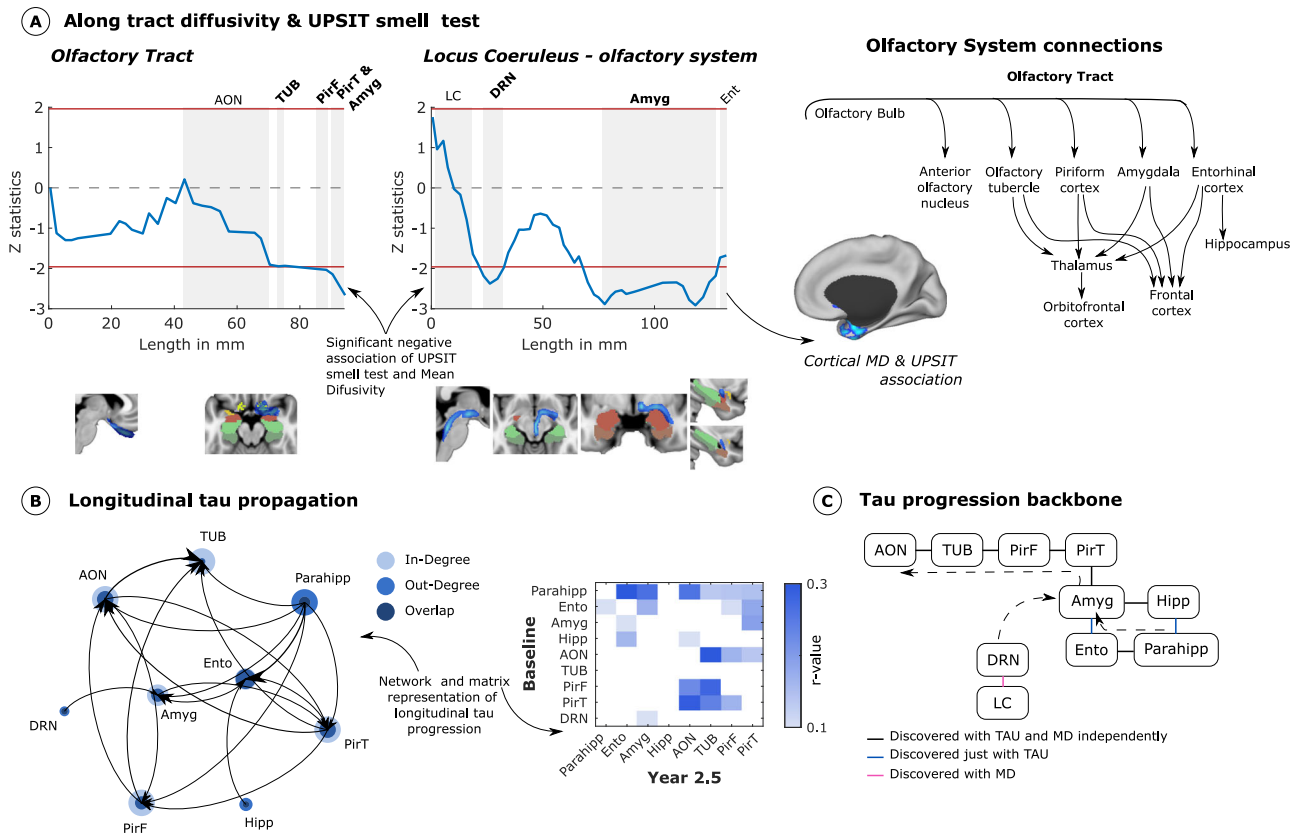 A Along tract diffusivity & UPSIT smell test
Olfactory Tract
AON
TUB
PirF
PirT &
Amyg
2
1
0
-1
-2
-3
Z statistics
0 20 40 60 80
Length in mm
Locus Coeruleus - olfactory system
LC
DRN
Amyg
Ent
2
1
0
-1
-2
-3
Z statistics
0 50 100
Length in mm
Significant negative
association of UPSIT
smell test and Mean
Difusivity
Cortical MD & UPSIT
association
Olfactory System connections
Olfactory Tract
Olfactory Bulb
Anterior
olfactory
nucleus
Olfactory
tubercle
Piriform
cortex
Amygdala
Entorhinal
cortex
Hippocampus
Thalamus
Orbitofrontal
cortex
Frontal
cortex
B Longitudinal tau propagation
TUB
AON
Parahipp
Ento
Amyg
DRN
PirT
PirF
Hipp
In-Degree
Out-Degree
Overlap
Network and matrix
representation of
longitudinal tau
progression
Baseline
Parahipp
Ento
Amyg
Hipp
AON
TUB
PirF
PirT
DRN
Parahipp
Ento
Amyg
Hipp
AON
TUB
PirF
PirT
Year 2.5
0.3
r-value
0.1
C Tau progression backbone
AON TUB PirF PirT
Amyg Hipp
Ento Parahipp
DRN
LC
Discovered with TAU and MD independently
Discovered just with TAU
Discovered with MD